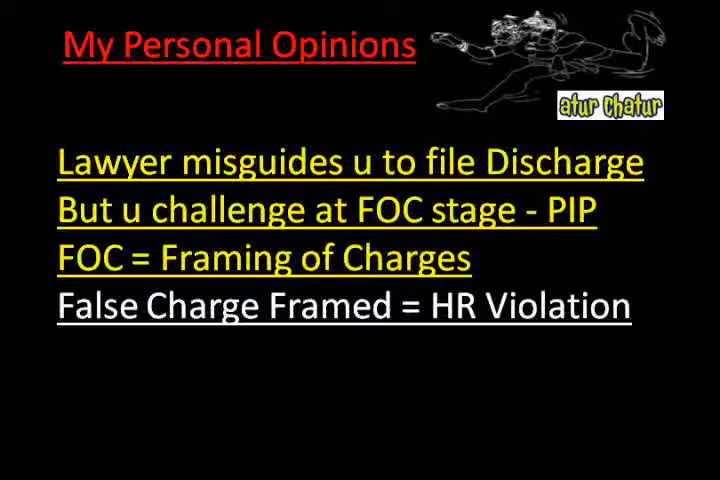 My Personal Opinions
atur chatur
Lawyer misguides u to file Discharge
But u challenge at FOC stage - PIP
FOC = Framing of Charges
False Charge Framed = HR Violation